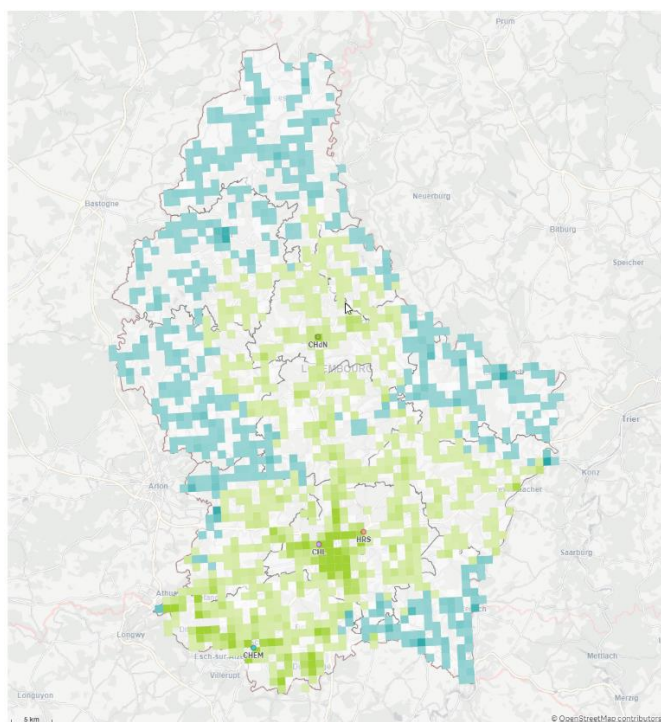 Prüm
Bastogne
Neuerburg
Bitburg
Speicher
CHdN
LUXEMBOURG
Trier
Arlon
Konz
HRS
CHL
Saarburg
Longwy
CHEM
Villerupt
Mettlach
Merzig
Longuyon
5 km
© OpenStreetMap contributors